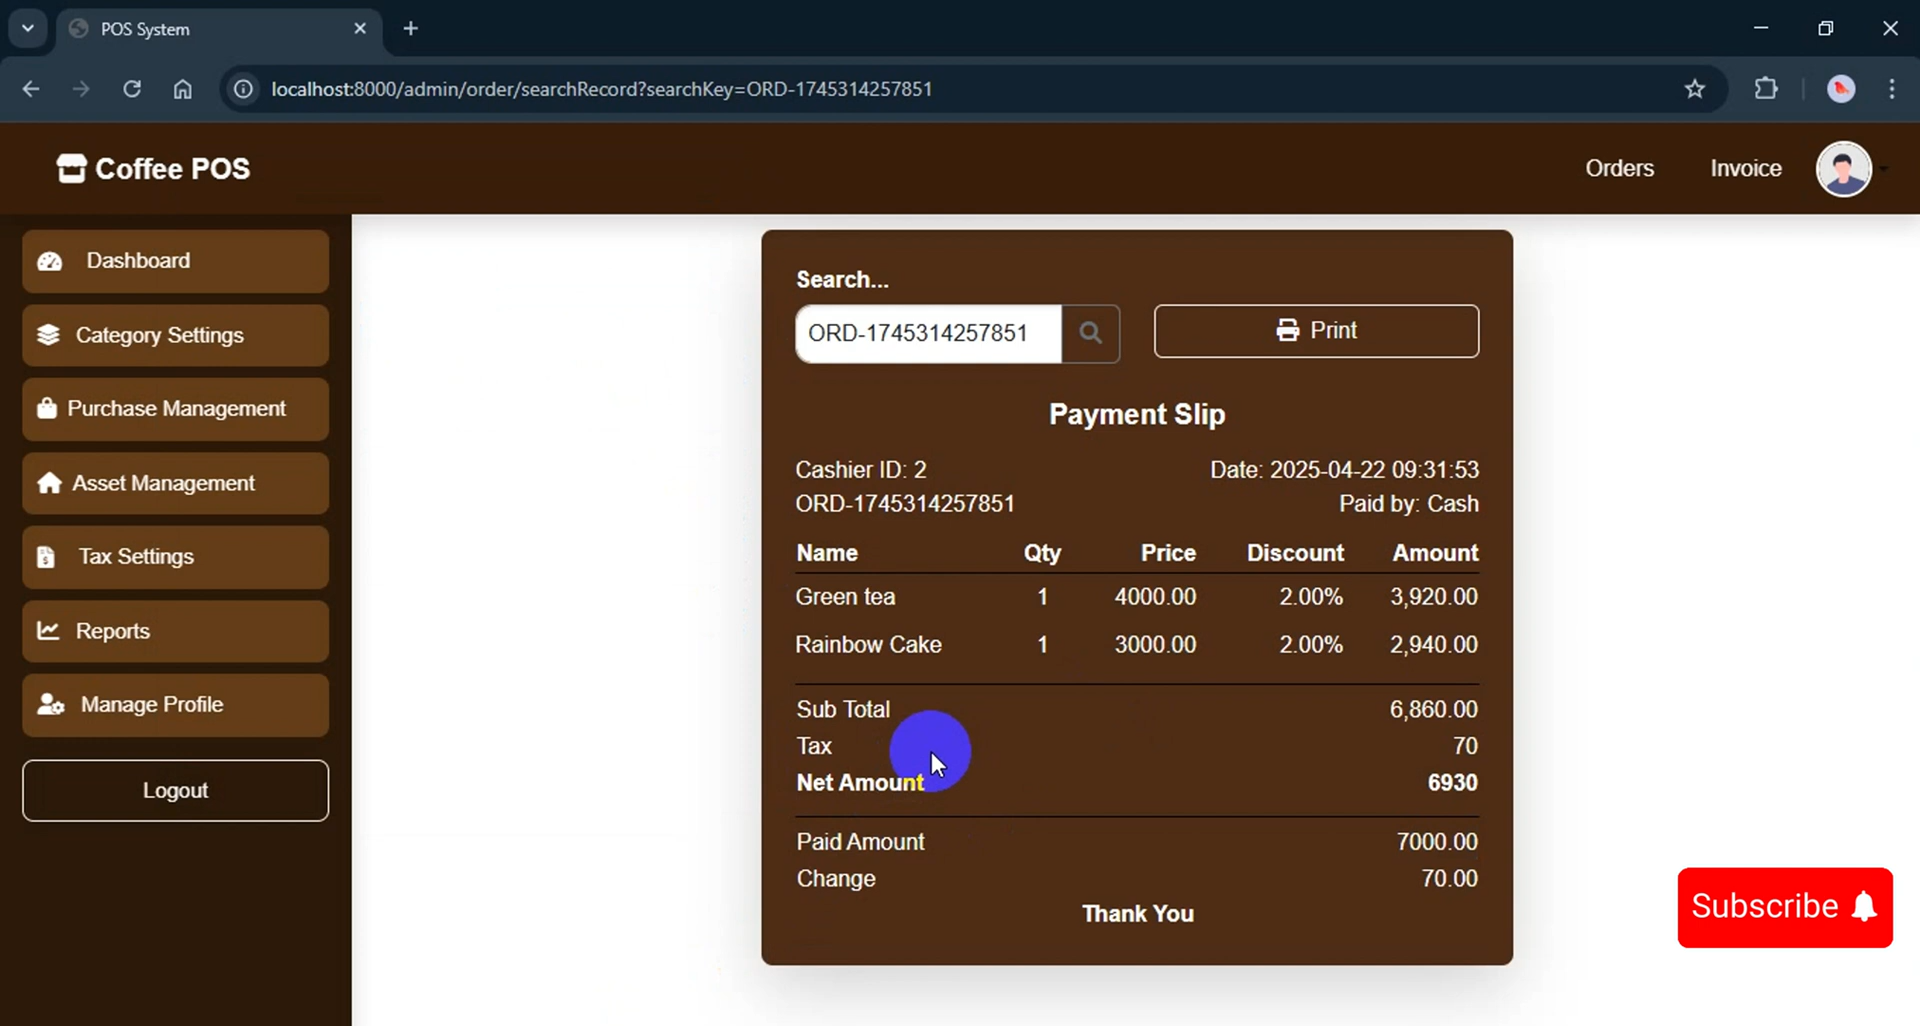 POS System
localhost:8000/admin/order/searchRecord?searchKey=ORD-1745314257851
Coffee POS
Orders Invoice
Dashboard
Category Settings
Purchase Management
Asset Management
Tax Settings
Reports
Manage Profile
Logout
Search...
ORD-1745314257851 Print
Payment Slip
Cashier ID: 2 Date: 2025-04-22 09:31:53
ORD-1745314257851 Paid by: Cash
Name Qty Price Discount Amount
Green tea 1 4000.00 2.00% 3,920.00
Rainbow Cake 1 3000.00 2.00% 2,940.00
Sub Total 6,860.00
Tax 70
Net Amount 6930
Paid Amount 7000.00
Change 70.00
Thank You
Subscribe